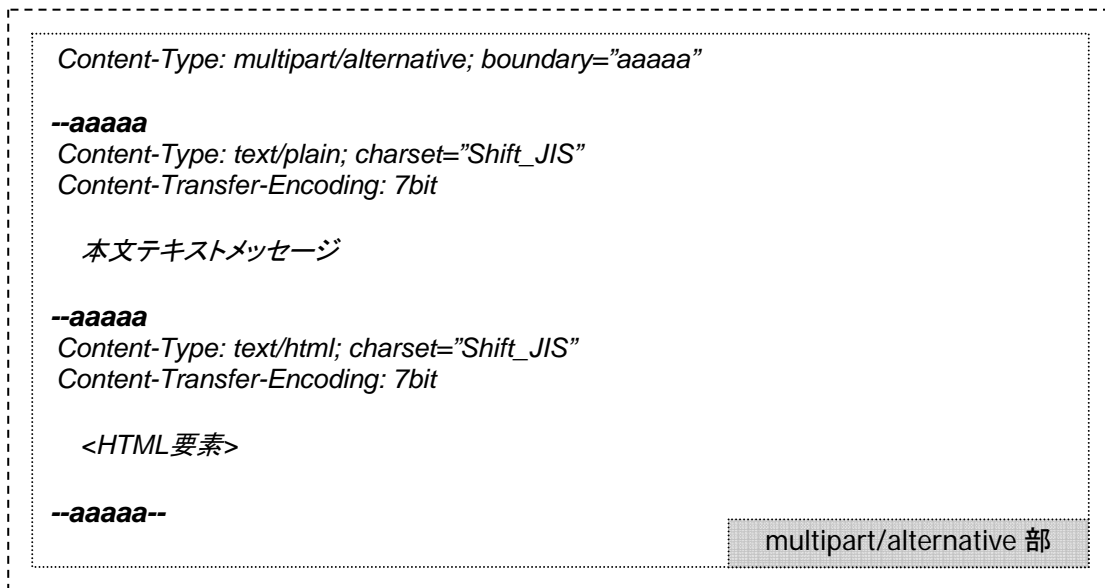 Content-Type: multipart/alternative; boundary=”aaaaa”
--aaaaa
Content-Type: text/plain; charset=”Shift_JIS”
Content-Transfer-Encoding: 7bit
本文テキストメッセージ
--aaaaa
Content-Type: text/html; charset=”Shift_JIS”
Content-Transfer-Encoding: 7bit
<HTML要素>
--aaaaa--
multipart/alternative 部